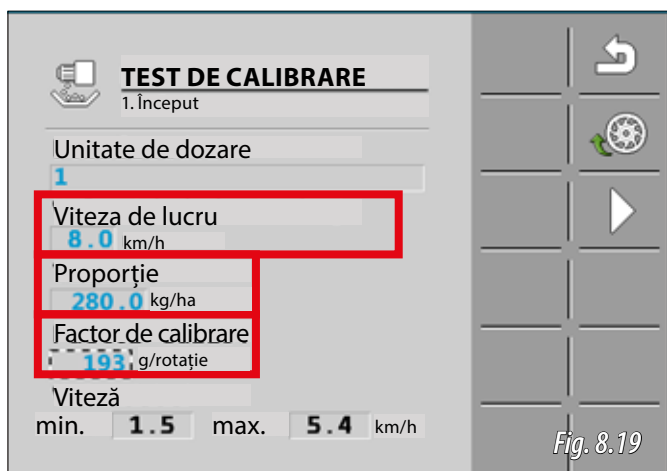 TEST DE CALIBRARE
1. Început
Unitate de dozare
1
Viteza de lucru
8.0 km/h
Proporție
280.0 kg/ha
Factor de calibrare
193 g/rotație
Viteză
min. 1.5 max. 5.4 km/h
Fig. 8.19